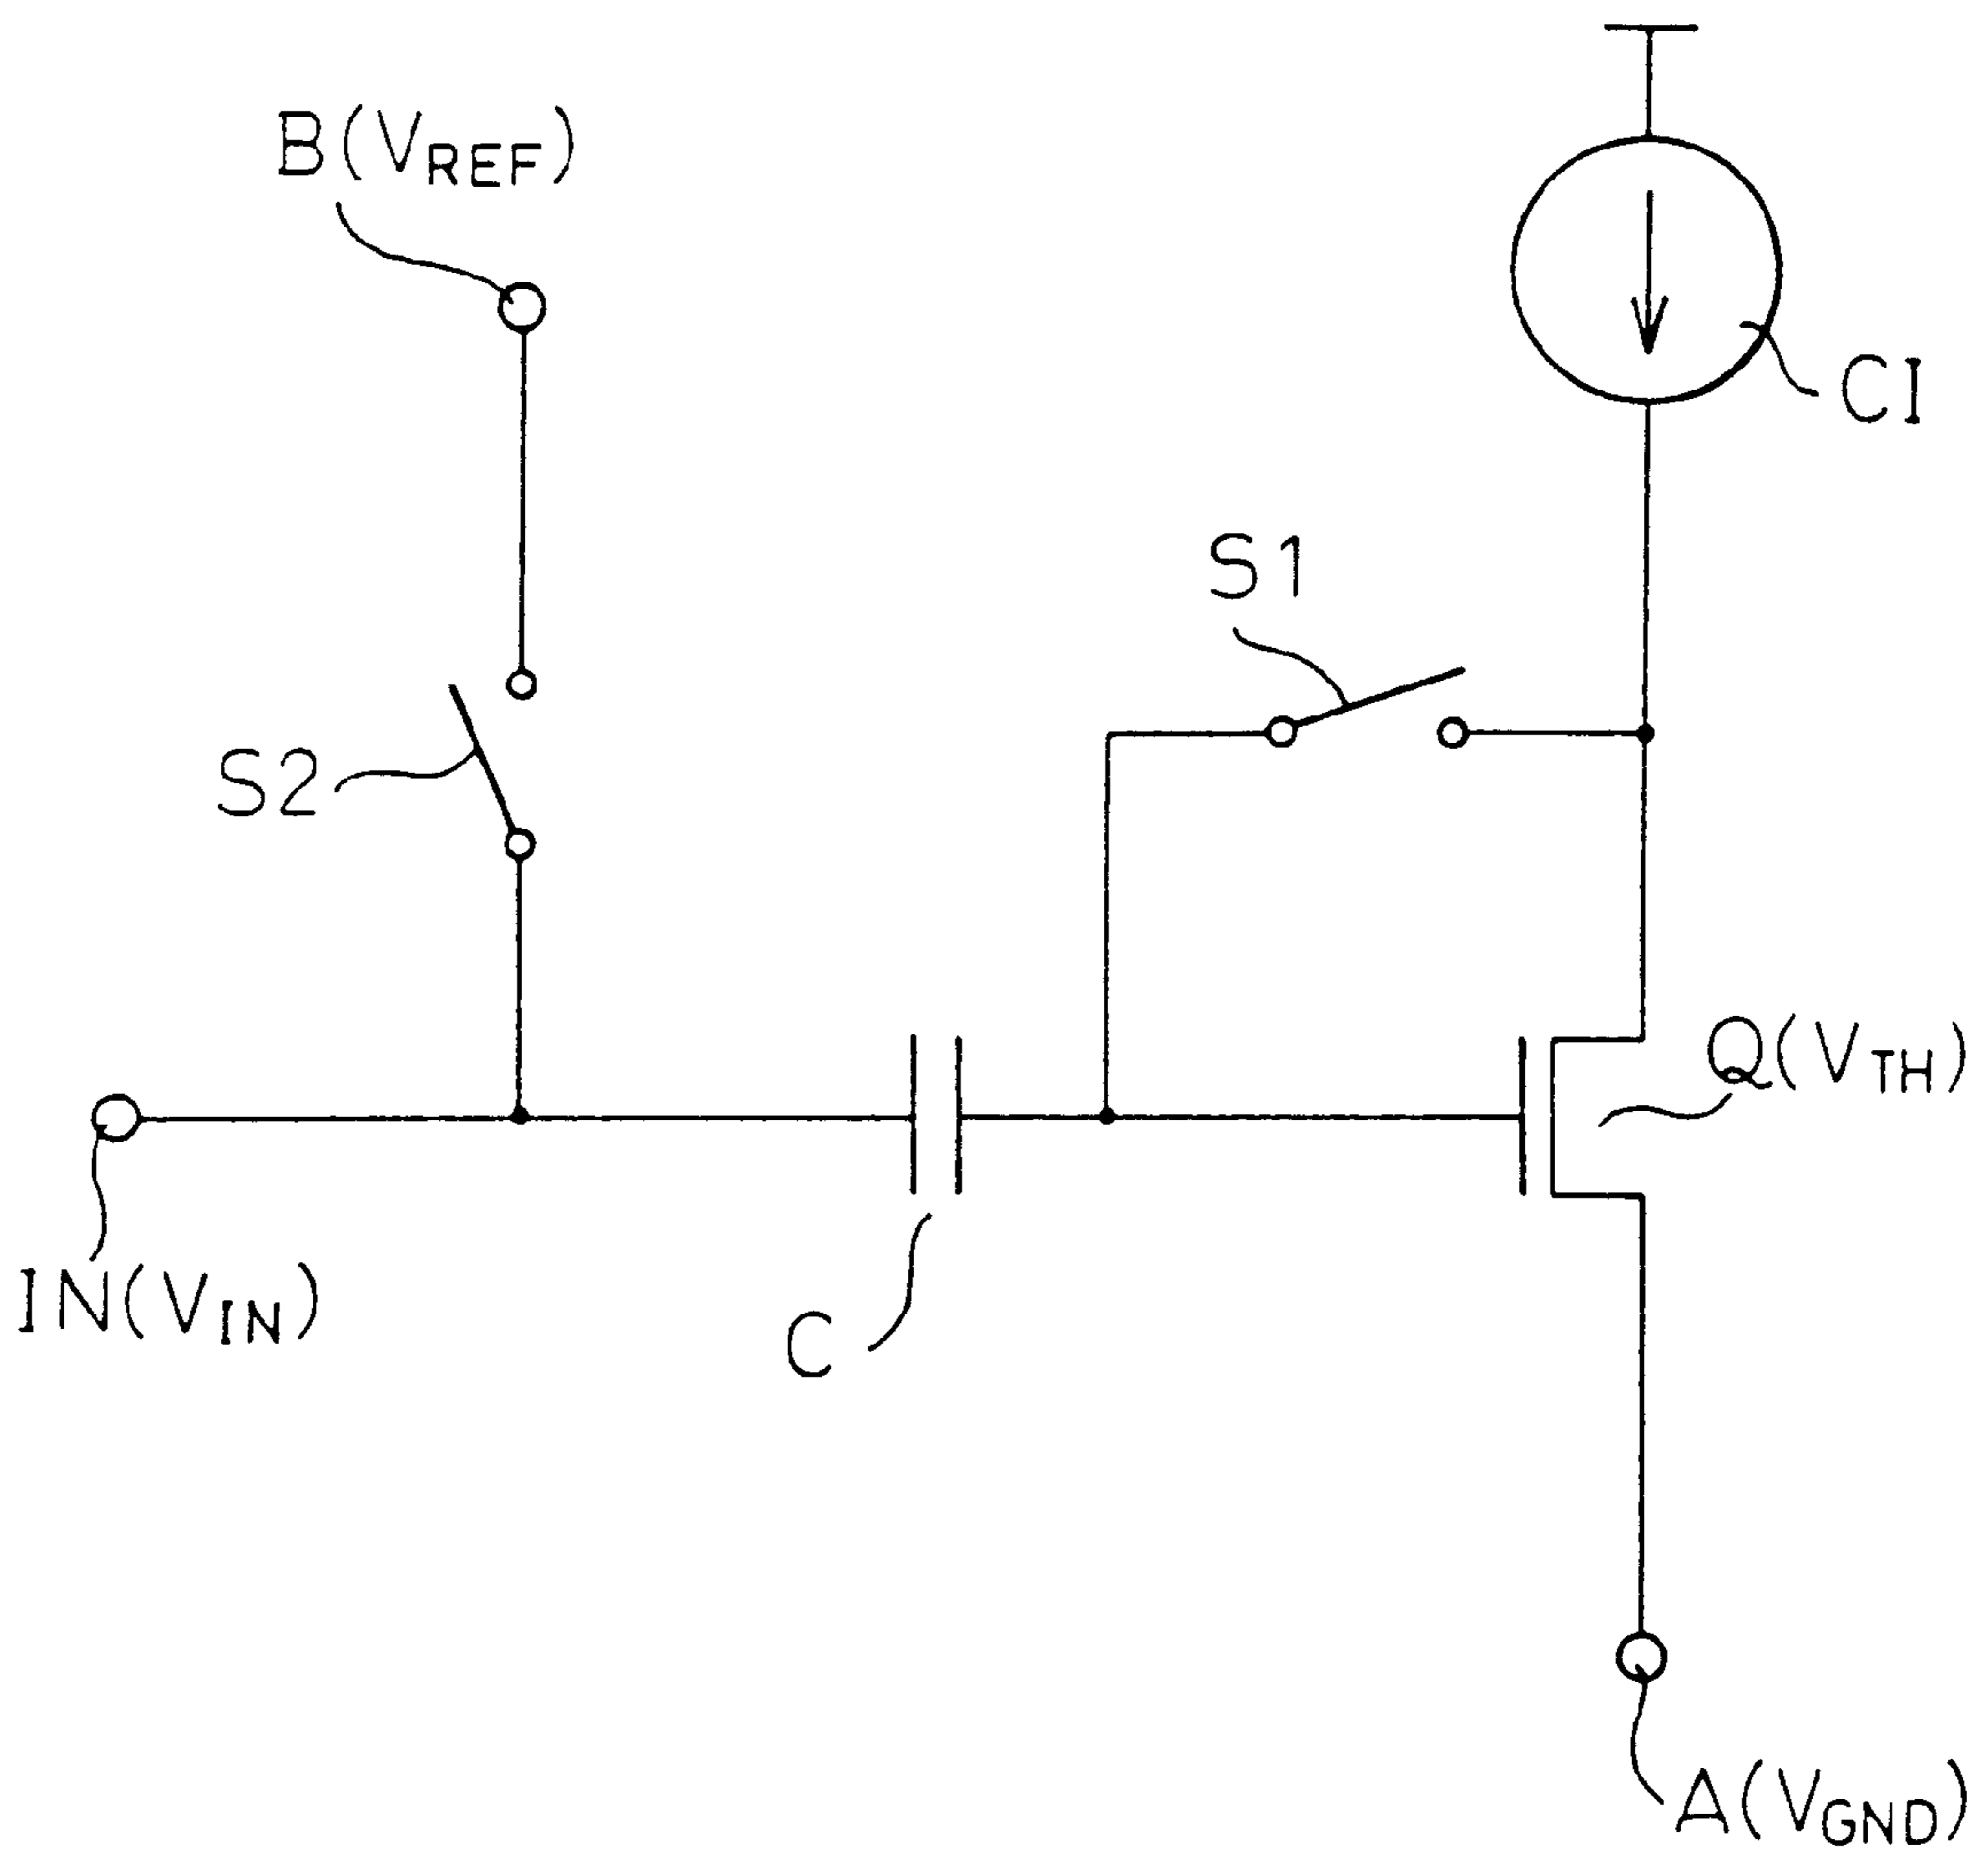 B(VREF)
CI
S1
S2
Q(VTH)
IN(VIN)
C
A(VGND)